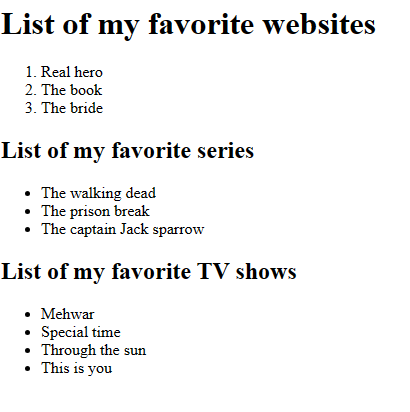 List of my favorite websites
1. Real hero
2. The book
3. The bride
List of my favorite series
• The walking dead
• The prison break
• The captain Jack sparrow
List of my favorite TV shows
• Mehwar
• Special time
• Through the sun
• This is you